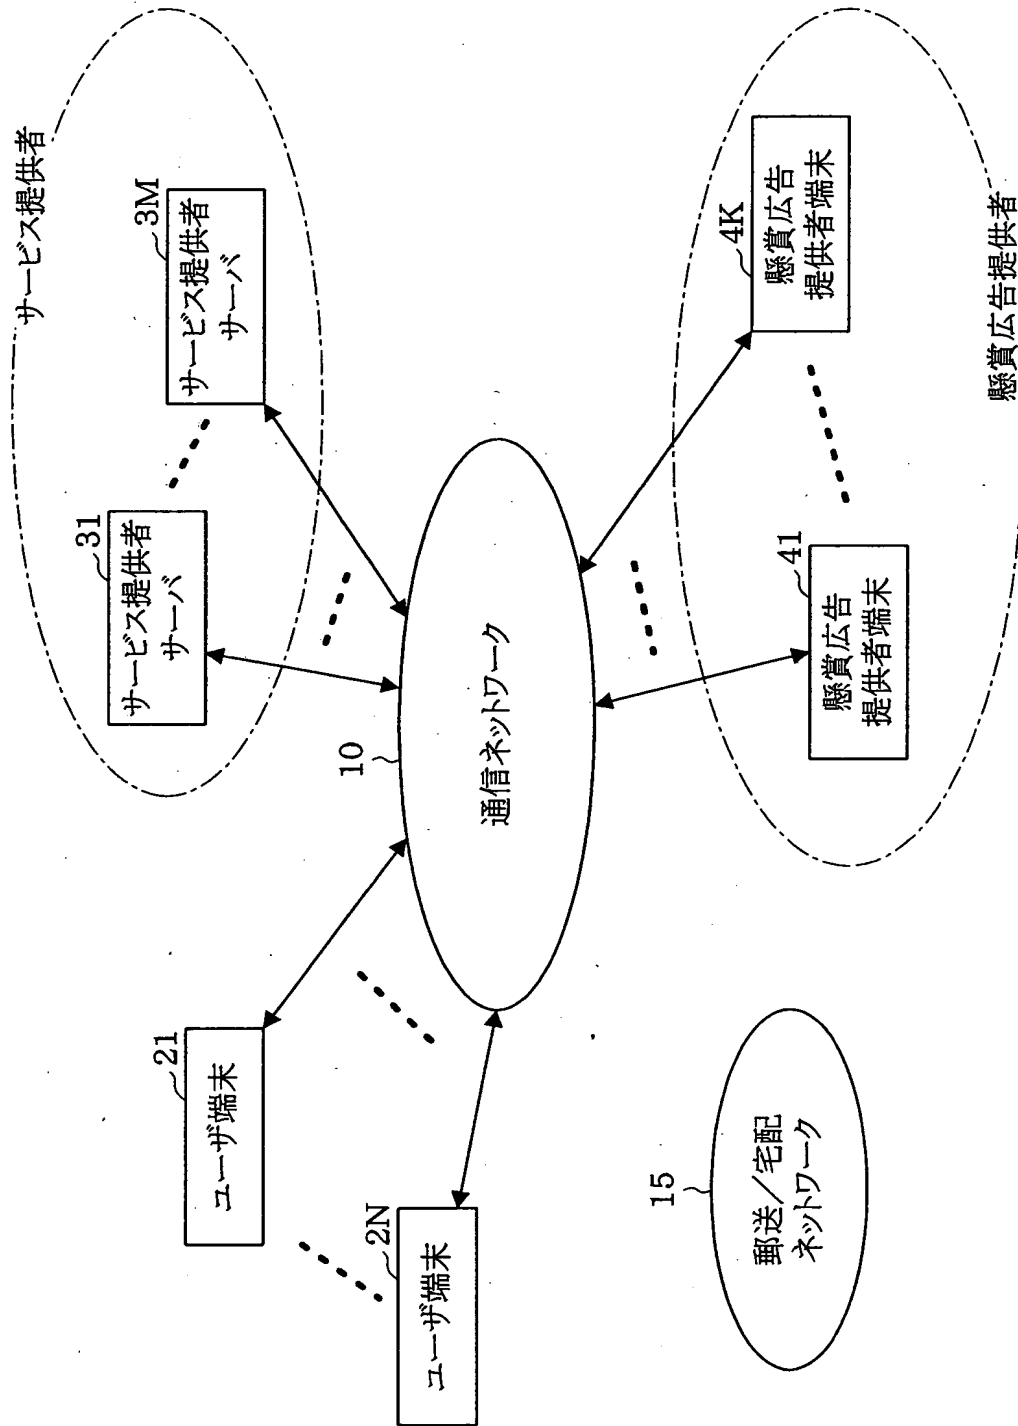 サービス提供者
31
サービス提供者
サーバ
3M
サービス提供者
サーバ
21
ユーザ端末
2N
ユーザ端末
10
通信ネットワーク
15
郵送／宅配
ネットワーク
41
懸賞広告
提供者端末
4K
懸賞広告
提供者端末
懸賞広告提供者